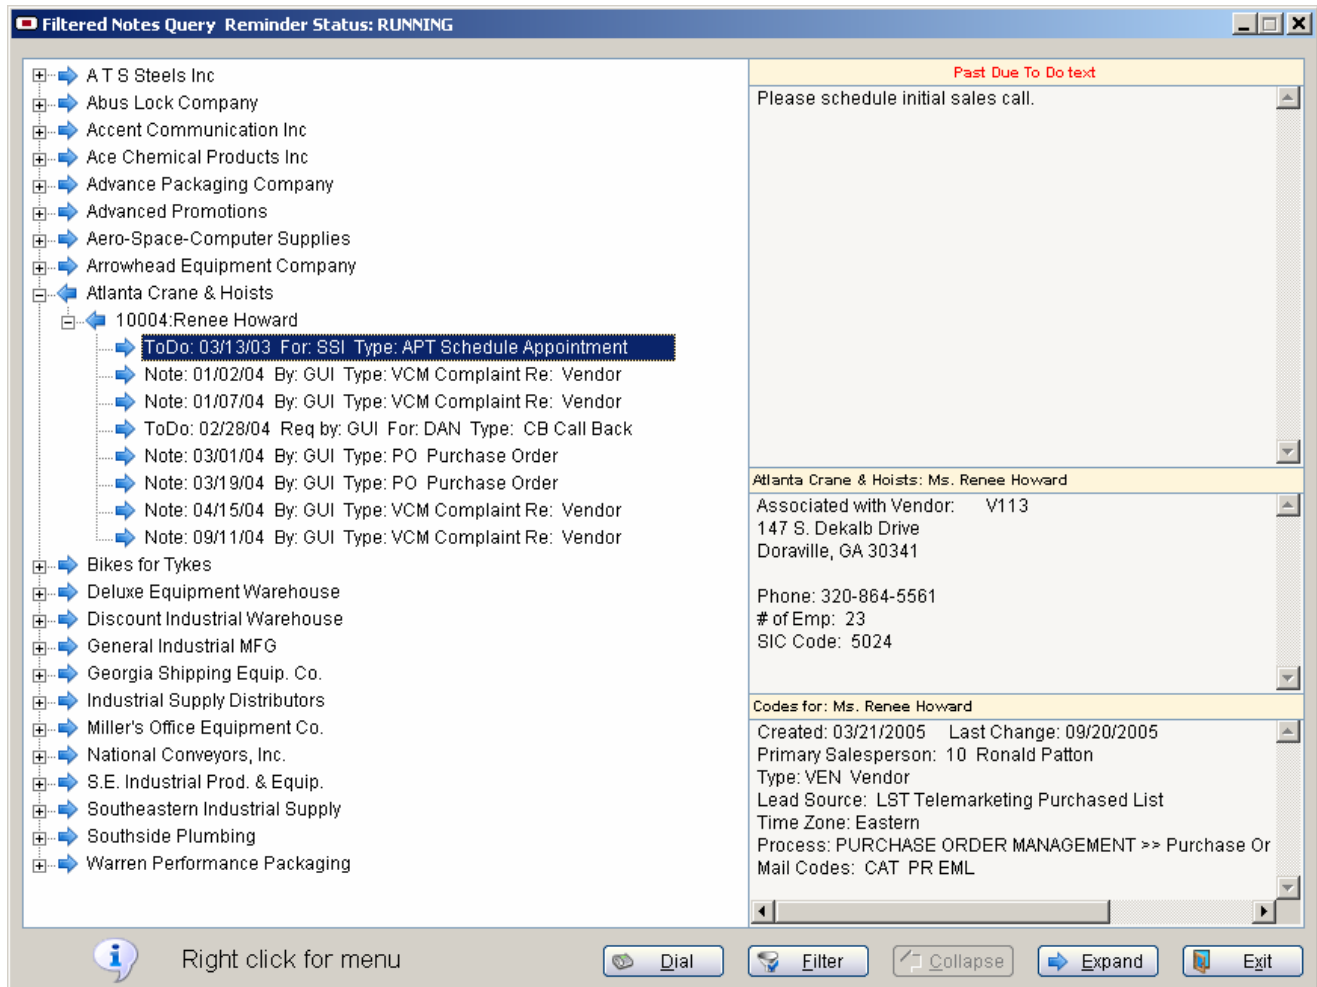 Filtered Notes Query  Reminder Status: RUNNING
A T S Steels Inc
Abus Lock Company
Accent Communication Inc
Ace Chemical Products Inc
Advance Packaging Company
Advanced Promotions
Aero-Space-Computer Supplies
Arrowhead Equipment Company
Atlanta Crane & Hoists
10004:Renee Howard
ToDo: 03/13/03  For: SSI  Type: APT Schedule Appointment
Note: 01/02/04  By: GUI  Type: VCM Complaint Re:  Vendor
Note: 01/07/04  By: GUI  Type: VCM Complaint Re:  Vendor
ToDo: 02/28/04  Req by: GUI  For: DAN  Type:  CB Call Back
Note: 03/01/04  By: GUI  Type: PO  Purchase Order
Note: 03/19/04  By: GUI  Type: PO  Purchase Order
Note: 04/15/04  By: GUI  Type: VCM Complaint Re:  Vendor
Note: 09/11/04  By: GUI  Type: VCM Complaint Re:  Vendor
Bikes for Tykes
Deluxe Equipment Warehouse
Discount Industrial Warehouse
General Industrial MFG
Georgia Shipping Equip. Co.
Industrial Supply Distributors
Miller's Office Equipment Co.
National Conveyors, Inc.
S.E. Industrial Prod. & Equip.
Southeastern Industrial Supply
Southside Plumbing
Warren Performance Packaging
Past Due To Do text
Please schedule initial sales call.
Atlanta Crane & Hoists: Ms. Renee Howard
Associated with Vendor:     V113
147 S. Dekalb Drive
Doraville, GA 30341
Phone: 320-864-5561
# of Emp:  23
SIC Code:  5024
Codes for: Ms. Renee Howard
Created: 03/21/2005    Last Change: 09/20/2005
Primary Salesperson:  10  Ronald Patton
Type: VEN  Vendor
Lead Source:  LST Telemarketing Purchased List
Time Zone: Eastern
Process: PURCHASE ORDER MANAGEMENT >> Purchase Or
Mail Codes:  CAT  PR EML
Right click for menu
Dial
Filter
Collapse
Expand
Exit